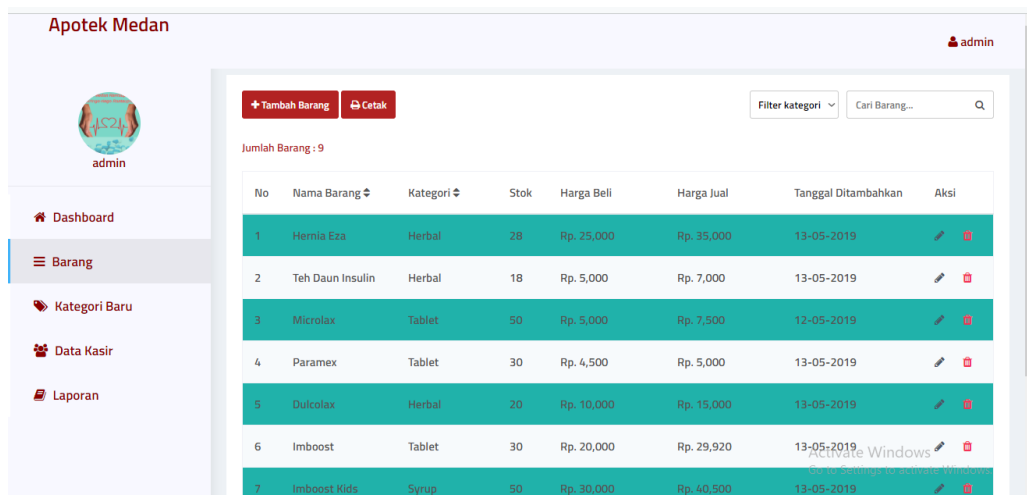 Apotek Medan
admin
admin
Dashboard
Barang
Kategori Baru
Data Kasir
Laporan
Tambah Barang Cetak Filter kategori Cari Barang...
Jumlah Barang : 9
No Nama Barang Kategori Stok Harga Beli Harga Jual Tanggal Ditambahkan Aksi
1 Hernia Eza Herbal 28 Rp. 25,000 Rp. 35,000 13-05-2019
2 Teh Daun Insulin Herbal 18 Rp. 5,000 Rp. 7,000 13-05-2019
3 Microlax Tablet 50 Rp. 5,000 Rp. 7,500 12-05-2019
4 Paramex Tablet 30 Rp. 4,500 Rp. 5,000 13-05-2019
5 Dulcolax Herbal 20 Rp. 10,000 Rp. 15,000 13-05-2019
6 Imboost Tablet 30 Rp. 20,000 Rp. 29,920 13-05-2019
7 Imboost Kids Syrup 50 Rp. 30,000 Rp. 40,500 13-05-2019
Activate Windows
Go to Settings to activate Windows.